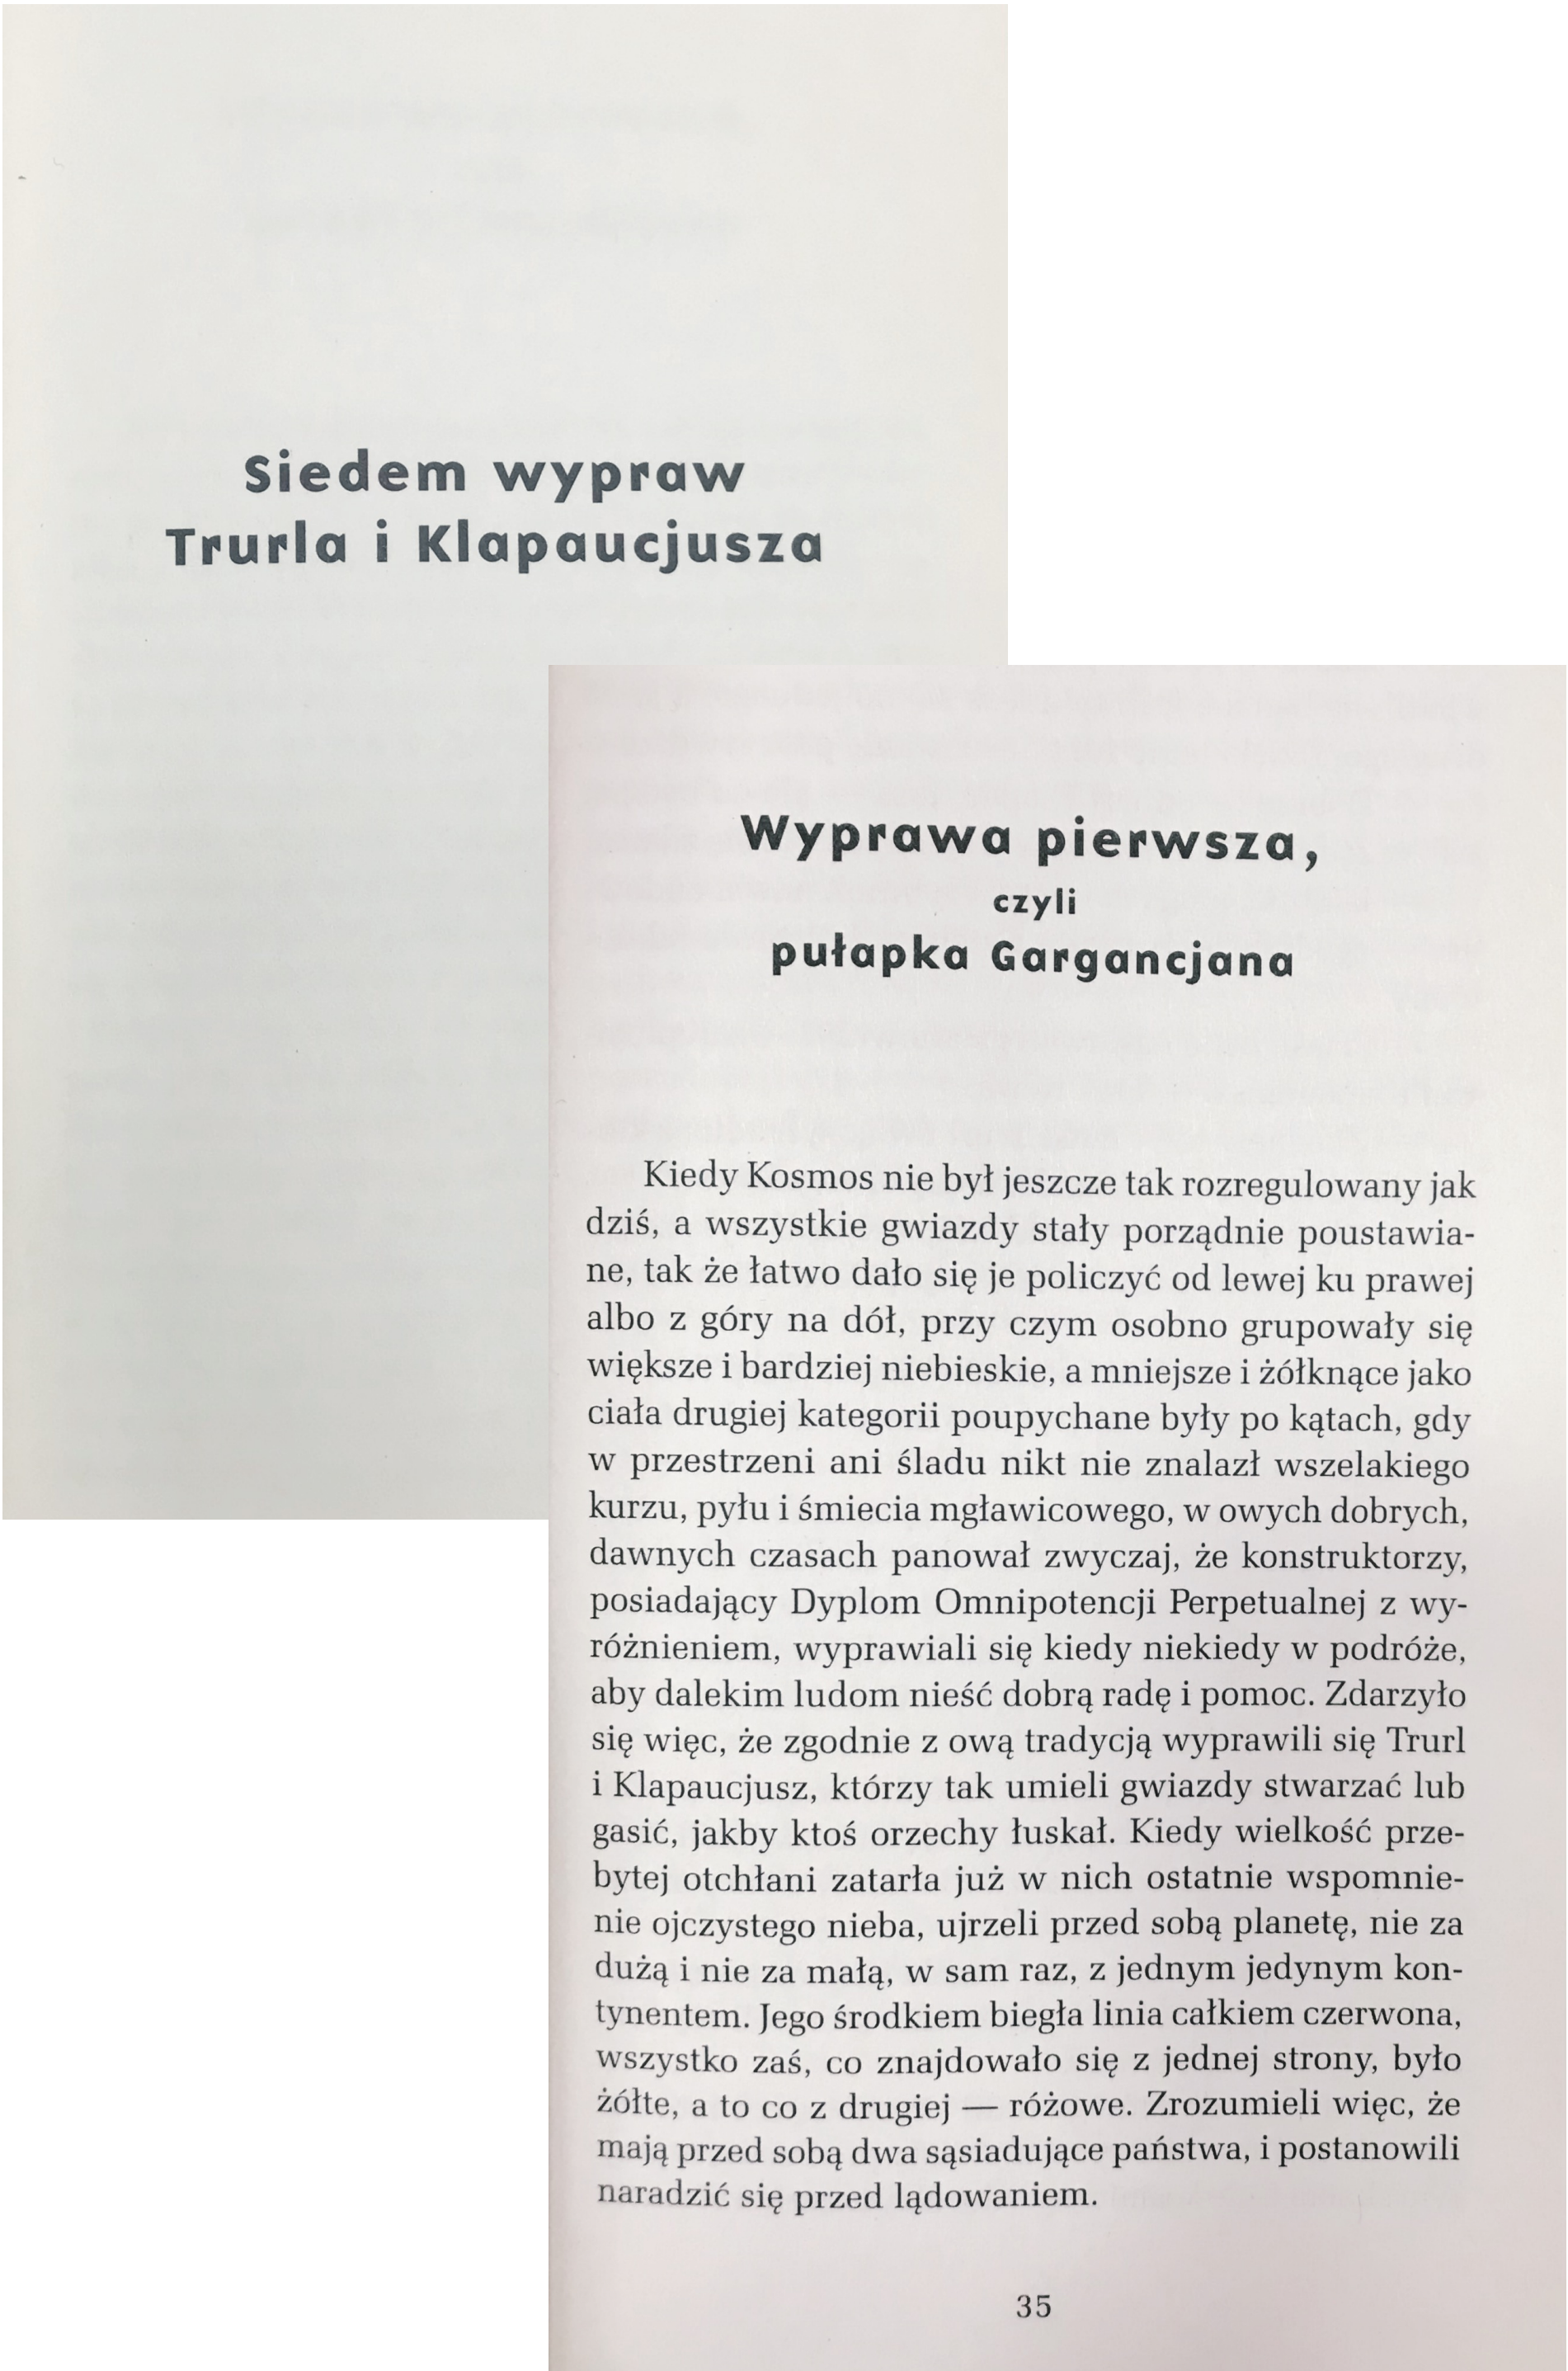 Siedem wypraw
Trurla i Klapaucjusza
Wyprawa pierwsza,
czyli
pułapka Gargancjana
Kiedy Kosmos nie był jeszcze tak rozregulowany jak
dziś, a wszystkie gwiazdy stały porządnie poustawia-
ne, tak że łatwo dało się je policzyć od lewej ku prawej
albo z góry na dół, przy czym osobno grupowały się
większe i bardziej niebieskie, a mniejsze i żółknące jako
ciała drugiej kategorii poupychane były po kątach, gdy
w przestrzeni ani śladu nikt nie znalazł wszelakiego
kurzu, pyłu i śmiecia mgławicowego, w owych dobrych,
dawnych czasach panował zwyczaj, że konstruktorzy,
posiadający Dyplom Omnipotencji Perpetualnej z wy-
różnieniem, wyprawiali się kiedy niekiedy w podróże,
aby dalekim ludom nieść dobrą radę i pomoc. Zdarzyło
się więc, że zgodnie z ową tradycją wyprawili się Trurl
i Klapaucjusz, którzy tak umieli gwiazdy stwarzać lub
gasić, jakby ktoś orzechy łuskał. Kiedy wielkość prze-
bytej otchłani zatarła już w nich ostatnie wspomnie-
nie ojczystego nieba, ujrzeli przed sobą planetę, nie za
dużą i nie za małą, w sam raz, z jednym jedynym kon-
tynentem. Jego środkiem biegła linia całkiem czerwona,
wszystko zaś, co znajdowało się z jednej strony, było
żółte, a to co z drugiej — różowe. Zrozumieli więc, że
mają przed sobą dwa sąsiadujące państwa, i postanowili
naradzić się przed lądowaniem.
35